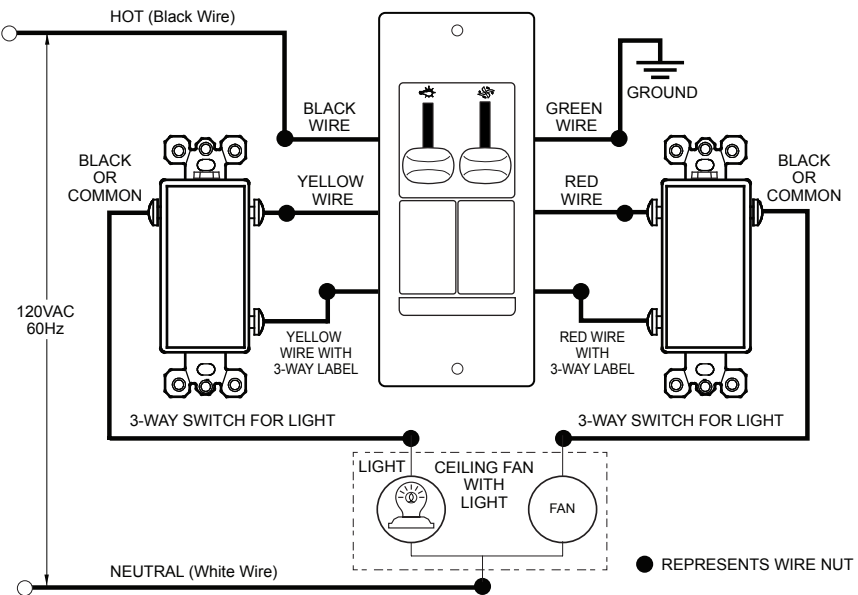 HOT (Black Wire)
BLACK
WIRE
GREEN
WIRE
GROUND
BLACK
OR
COMMON
YELLOW
WIRE
RED
WIRE
BLACK
OR
COMMON
120VAC
60Hz
YELLOW
WIRE WITH
3-WAY LABEL
RED WIRE
WITH
3-WAY LABEL
3-WAY SWITCH FOR LIGHT
3-WAY SWITCH FOR LIGHT
LIGHT
CEILING FAN
WITH
LIGHT
FAN
NEUTRAL (White Wire)
REPRESENTS WIRE NUT